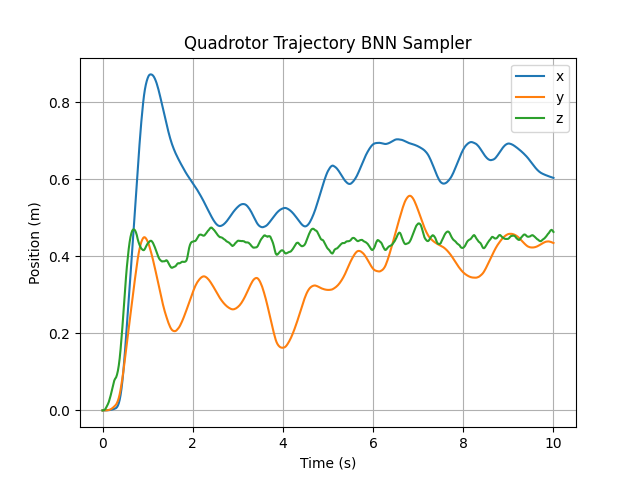 Quadrotor Trajectory BNN Sampler
Position (m)
0.8
0.6
0.4
0.2
0.0
0 2 4 6 8 10
Time (s)
x
y
z